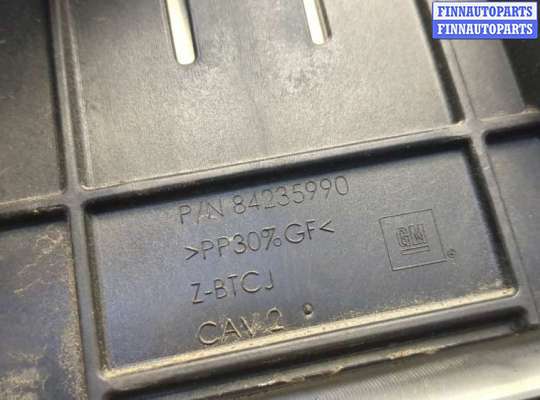 FINNAUTOPARTS
FINNAUTOPARTS
P/N 84235990
>PP30%GF<
GM ®
Z-BTCJ
CAV 2